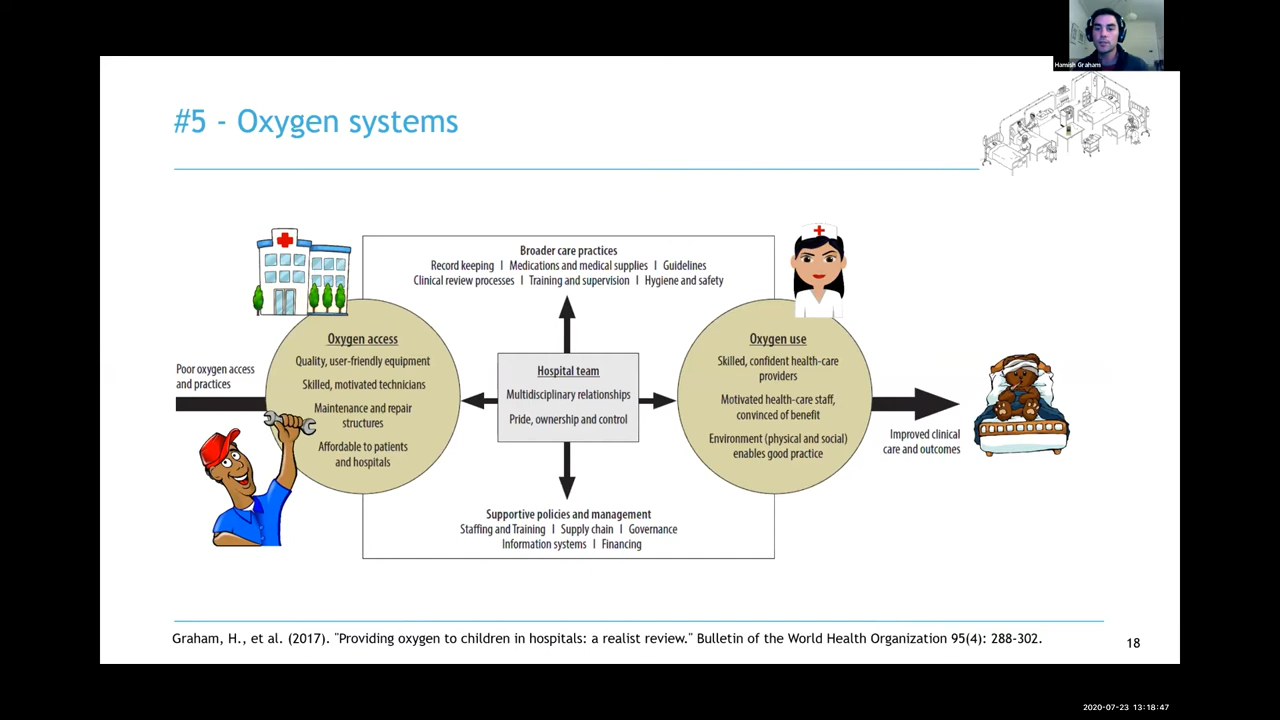 Hamish Graham
#5 - Oxygen systems
Broader care practices
Record keeping | Medications and medical supplies | Guidelines
Clinical review processes | Training and supervision | Hygiene and safety
Poor oxygen access
and practices
Oxygen access
Quality, user-friendly equipment
Skilled, motivated technicians
Maintenance and repair
structures
Affordable to patients
and hospitals
Hospital team
Multidisciplinary relationships
Pride, ownership and control
Oxygen use
Skilled, confident health-care
providers
Motivated health-care staff,
convinced of benefit
Environment (physical and social)
enables good practice
Improved clinical
care and outcomes
Supportive policies and management
Staffing and Training | Supply chain | Governance
Information systems | Financing
Graham, H., et al. (2017). "Providing oxygen to children in hospitals: a realist review." Bulletin of the World Health Organization 95(4): 288-302.
18
2020-07-23 13:18:47